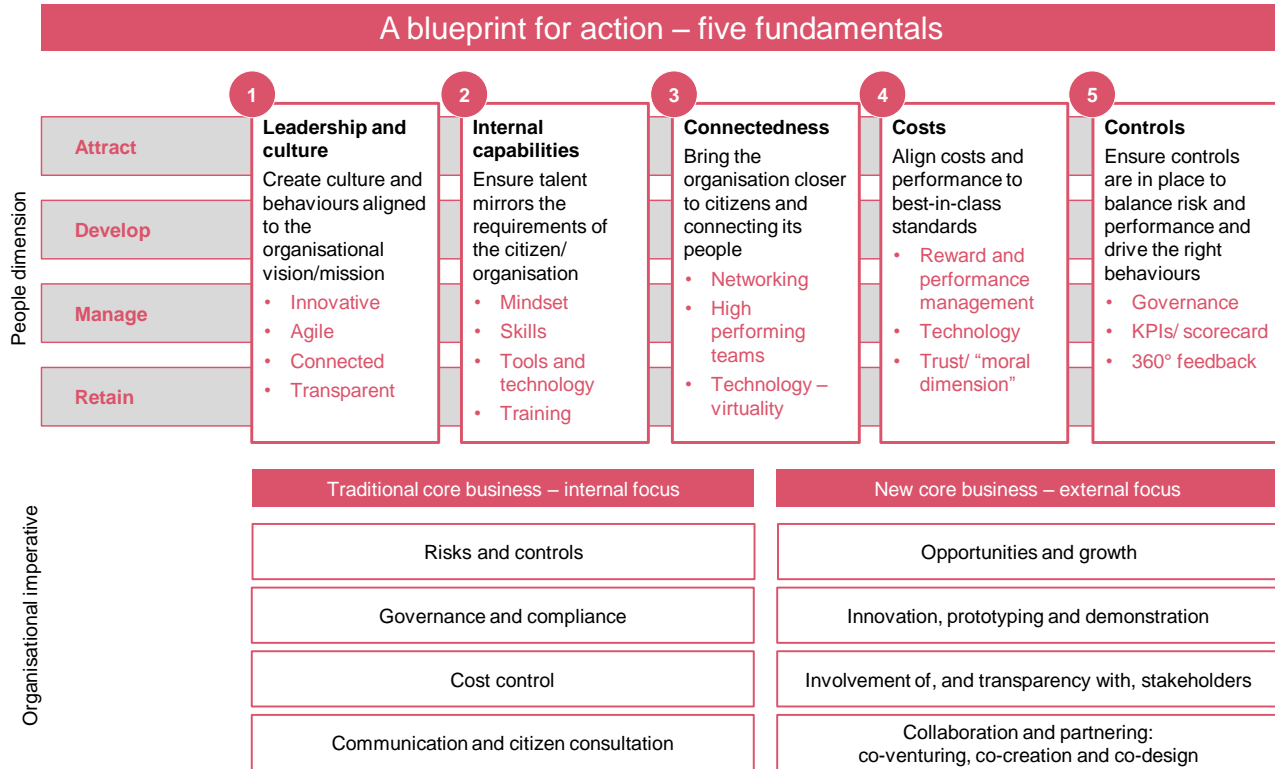 A blueprint for action – five fundamentals
People dimension
Attract
Develop
Manage
Retain
1
Leadership and
culture
Create culture and
behaviours aligned
to the
organisational
vision/mission
• Innovative
• Agile
• Connected
• Transparent
2
Internal
capabilities
Ensure talent
mirrors the
requirements of
the citizen/
organisation
• Mindset
• Skills
• Tools and
technology
• Training
3
Connectedness
Bring the
organisation closer
to citizens and
connecting its
people
• Networking
• High
performing
teams
• Technology –
virtuality
4
Costs
Align costs and
performance to
best-in-class
standards
• Reward and
performance
management
• Technology
• Trust/ “moral
dimension”
5
Controls
Ensure controls
are in place to
balance risk and
performance and
drive the right
behaviours
• Governance
• KPIs/ scorecard
• 360° feedback
Organisational imperative
Traditional core business – internal focus
Risks and controls
Governance and compliance
Cost control
Communication and citizen consultation
New core business – external focus
Opportunities and growth
Innovation, prototyping and demonstration
Involvement of, and transparency with, stakeholders
Collaboration and partnering:
co-venturing, co-creation and co-design